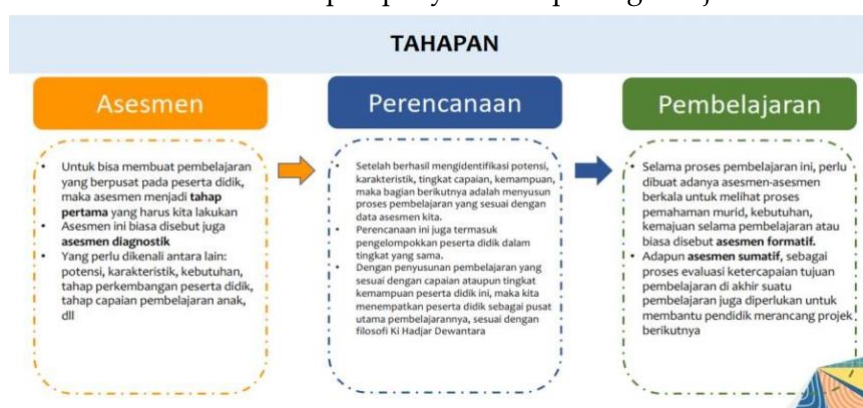 TAHAPAN
Asesmen
Untuk bisa membuat pembelajaran
yang berpusat pada peserta didik,
maka asesmen menjadi tahap
pertama yang harus kita lakukan
Asesmen ini biasa disebut juga
asesmen diagnostik
Yang perlu dikenali antara lain:
potensi, karakteristik, kebutuhan,
tahap perkembangan peserta didik,
tahap capaian pembelajaran anak,
dll
Perencanaan
Setelah berhasil mengidentifikasi potensi,
karakteristik, tingkat capaian, kemampuan,
maka bagian berikutnya adalah menyusun
proses pembelajaran yang sesuai dengan
data asesmen kita.
Perencanaan ini juga termasuk
pengelompokkan peserta didik dalam
tingkat yang sama.
Dengan penyusunan pembelajaran yang
sesuai dengan capaian ataupun tingkat
kemampuan peserta didik ini, maka kita
menempatkan peserta didik sebagai pusat
utama pembelajarannya, sesuai dengan
filosofi Ki Hadjar Dewantara
Pembelajaran
Selama proses pembelajaran ini, perlu
dibuat adanya asesmen-asesmen
berkala untuk melihat proses
pemahaman murid, kebutuhan,
kemajuan selama pembelajaran atau
biasa disebut asesmen formatif.
Adapun asesmen sumatif, sebagai
proses evaluasi ketercapaian tujuan
pembelajaran di akhir suatu
pembelajaran juga diperlukan untuk
membantu pendidik merancang projek
berikutnya